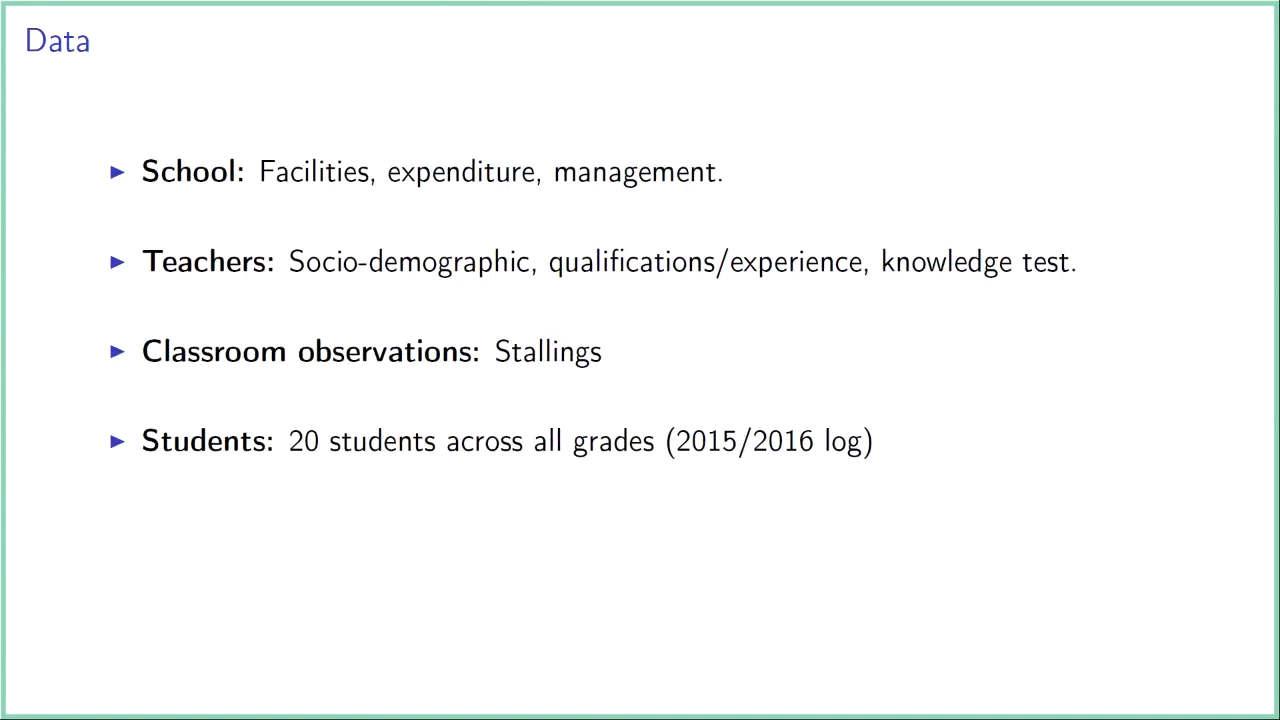 Data
▶ School: Facilities, expenditure, management.
▶ Teachers: Socio-demographic, qualifications/experience, knowledge test.
▶ Classroom observations: Stallings
▶ Students: 20 students across all grades (2015/2016 log)